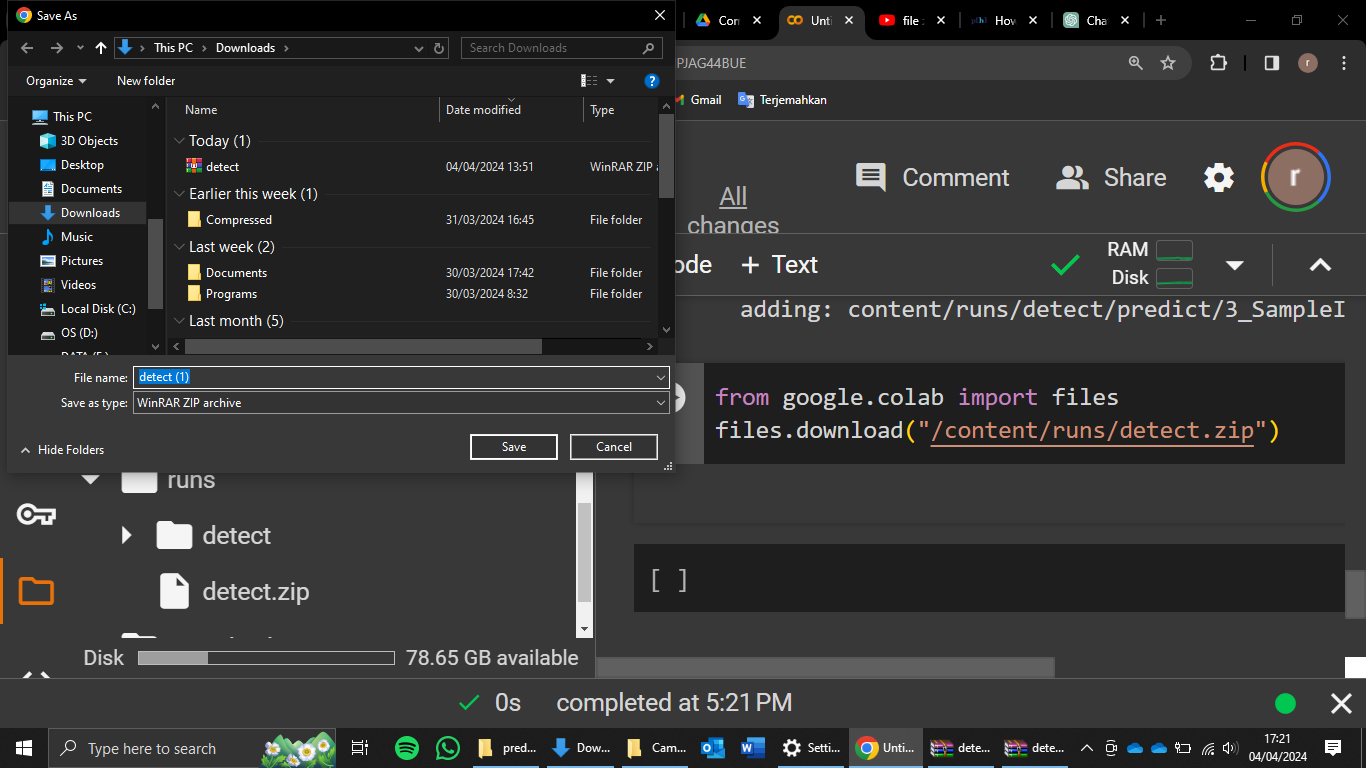 Save As
Con
Unti
file
How
Cha
This PC > Downloads >
Search Downloads
PJAG44BUE
Organize
New folder
Gmail
Terjemahkan
Name
Date modified
Type
This PC
3D Objects
Desktop
Documents
Downloads
Music
Pictures
Videos
Local Disk (C:)
OS (D:)
Today (1)
detect 04/04/2024 13:51 WinRAR ZIP a
Earlier this week (1)
Compressed 31/03/2024 16:45 File folder
Last week (2)
Documents 30/03/2024 17:42 File folder
Programs 30/03/2024 8:32 File folder
Last month (5)
File name: detect (1)
Save as type: WinRAR ZIP archive
Hide Folders
Save
Cancel
All
changes
Comment
Share
r
ode
+ Text
RAM
Disk
adding: content/runs/detect/predict/3_SampleI
from google.colab import files
files.download("/content/runs/detect.zip")
[ ]
runs
detect
detect.zip
Disk 78.65 GB available
0s completed at 5:21 PM
Type here to search
pred...
Dow...
Cam...
Setti...
Unti...
dete...
dete...
17:21
04/04/2024